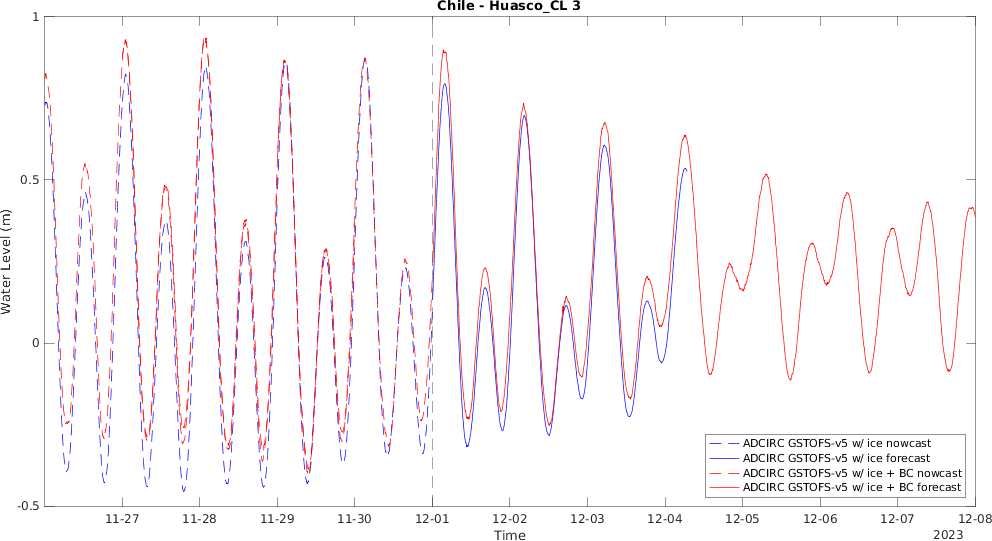 Chile - Huasco_CL 3
Water Level (m)
1
0.5
0
-0.5
11-27 11-28 11-29 11-30 12-01 12-02 12-03 12-04 12-05 12-06 12-07 12-08
Time
2023
ADCIRC GSTOFS-v5 w/ ice nowcast
ADCIRC GSTOFS-v5 w/ ice forecast
ADCIRC GSTOFS-v5 w/ ice + BC nowcast
ADCIRC GSTOFS-v5 w/ ice + BC forecast